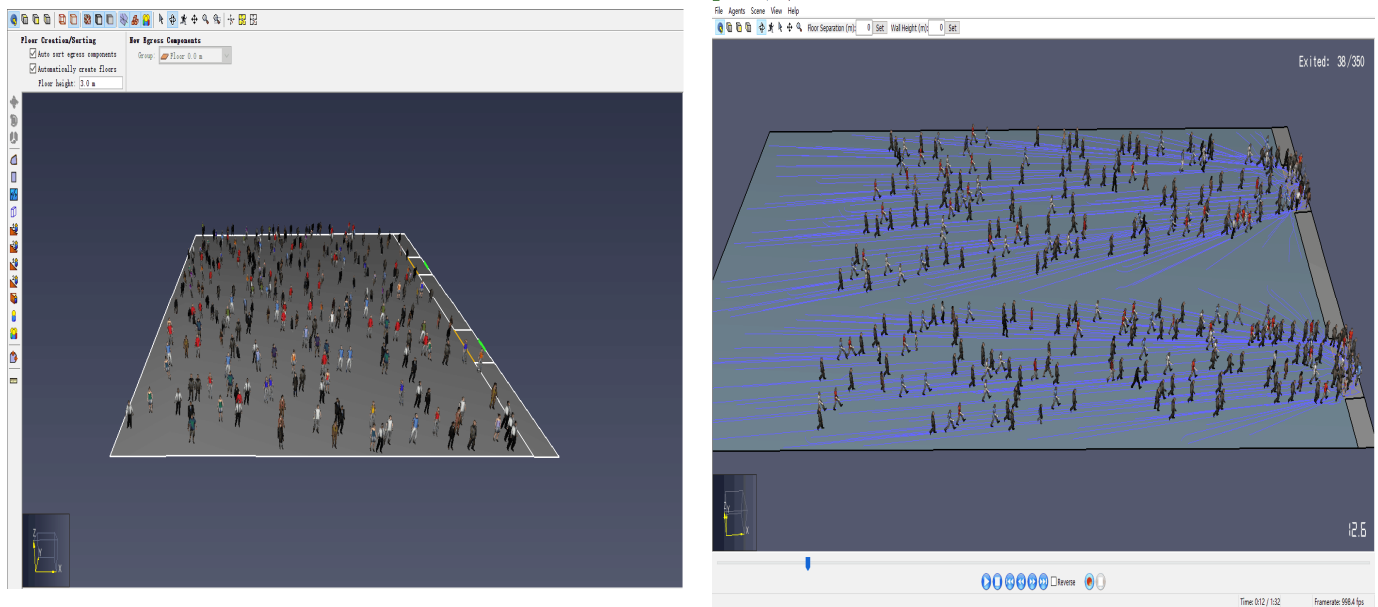 Floor Creation/Sorting
New Egress Components
Auto sort egress components
Group: Floor 0.0 m
Automatically create floors
Floor height: 3.0 m
Z
Y
X
File Agents Scene View Help
Floor Separation (m): 0 Set Wall Height (m): 0 Set
Exited: 38/350
X
12.6
Reverse
Time: 0:12 / 1:32 Framerate: 998.4 fps